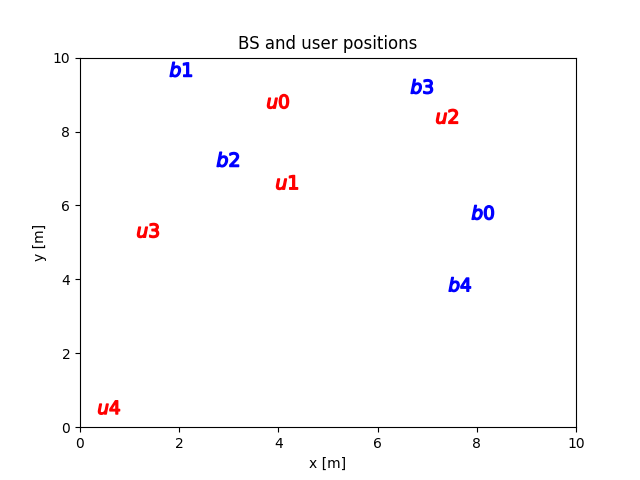 BS and user positions
10
8
6
4
2
0
y [m]
b1
b3
u0
u2
b2
u1
b0
u3
b4
u4
0 2 4 6 8 10
x [m]